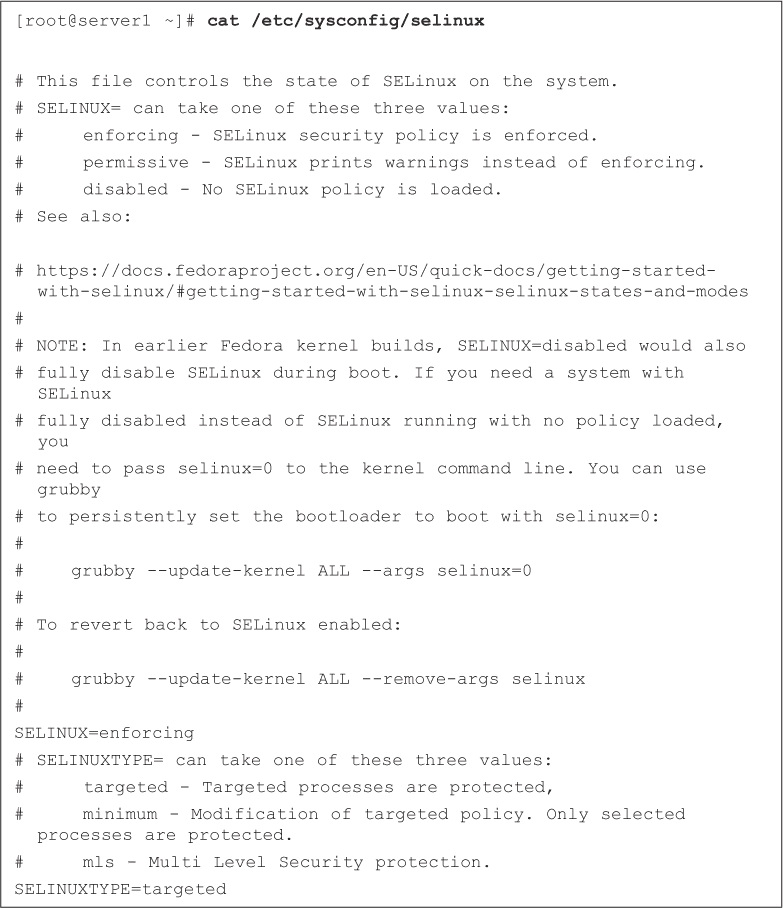 [root@server1 ~]# cat /etc/sysconfig/selinux
# This file controls the state of SELinux on the system.
# SELINUX= can take one of these three values:
#     enforcing - SELinux security policy is enforced.
#     permissive - SELinux prints warnings instead of enforcing.
#     disabled - No SELinux policy is loaded.
# See also:
# https://docs.fedoraproject.org/en-US/quick-docs/getting-started-
with-selinux/#getting-started-with-selinux-selinux-states-and-modes
#
# NOTE: In earlier Fedora kernel builds, SELINUX=disabled would also
# fully disable SELinux during boot. If you need a system with
SELinux
# fully disabled instead of SELinux running with no policy loaded,
you
# need to pass selinux=0 to the kernel command line. You can use
grubby
# to persistently set the bootloader to boot with selinux=0:
#
#    grubby --update-kernel ALL --args selinux=0
#
# To revert back to SELinux enabled:
#
#    grubby --update-kernel ALL --remove-args selinux
#
SELINUX=enforcing
# SELINUXTYPE= can take one of these three values:
#     targeted - Targeted processes are protected,
#     minimum - Modification of targeted policy. Only selected
processes are protected.
#     mls - Multi Level Security protection.
SELINUXTYPE=targeted